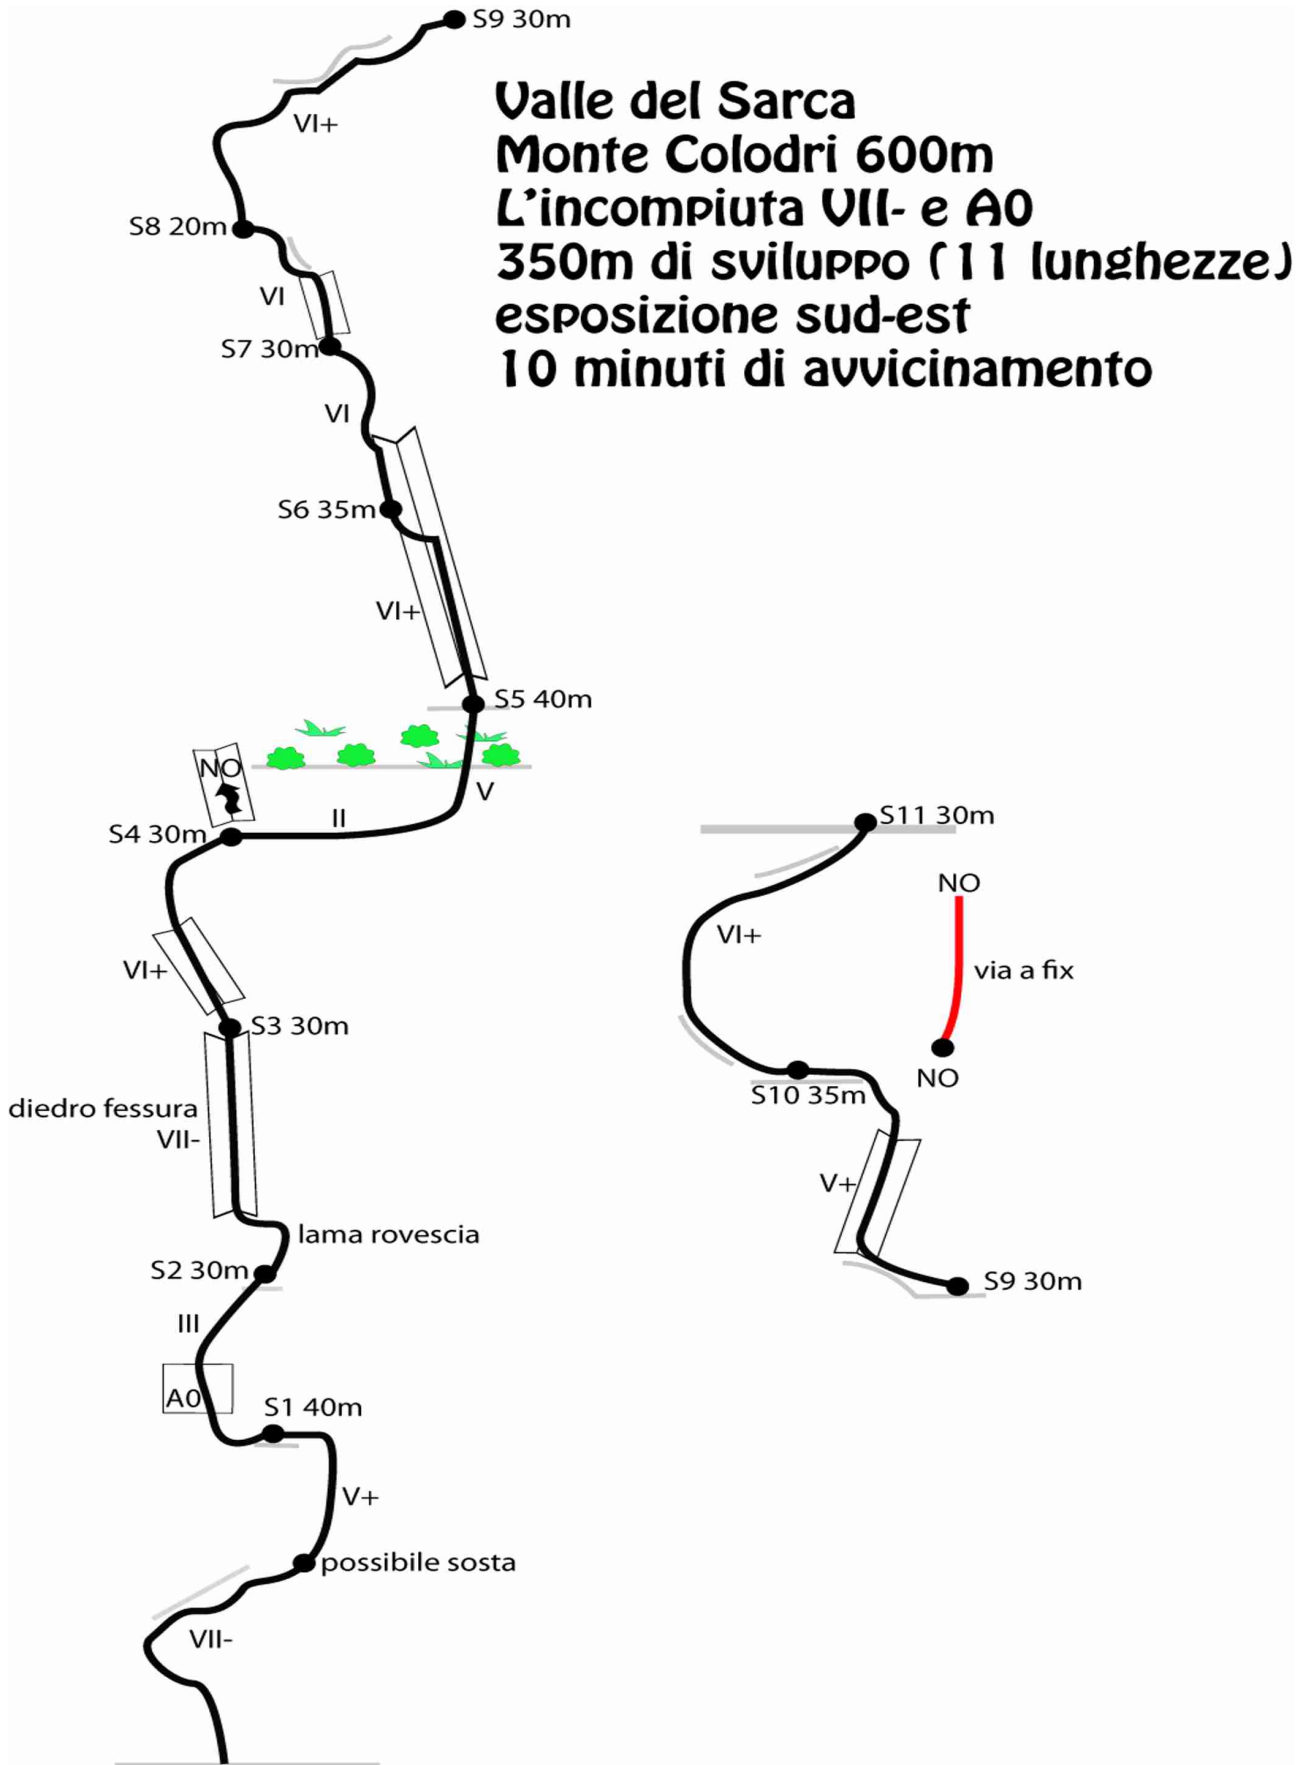 S9 30m
Valle del Sarca
Monte Colodri 600m
L'incompiuta VII- e A0
350m di sviluppo (11 lunghezze)
esposizione sud-est
10 minuti di avvicinamento
VI+
S8 20m
VI
S7 30m
VI
S6 35m
VI+
S5 40m
NO
V
II
S4 30m
VI+
S3 30m
diedro fessura
VII-
lama rovescia
S2 30m
III
A0
S1 40m
V+
possibile sosta
VII-
S11 30m
NO
VI+
via a fix
NO
S10 35m
V+
S9 30m